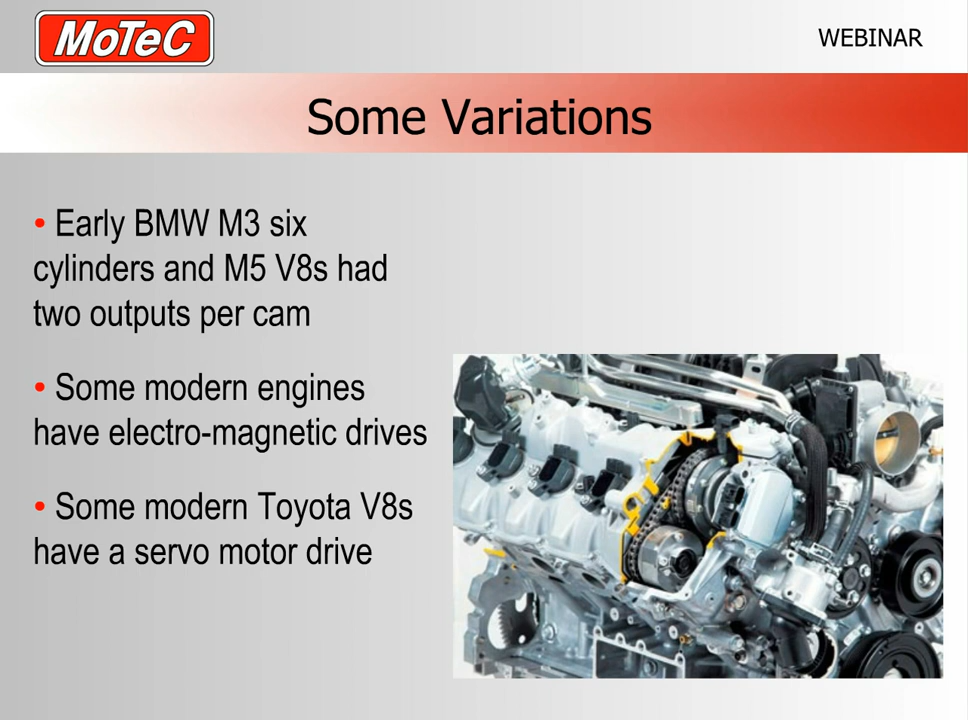 MoTeC
WEBINAR
Some Variations
• Early BMW M3 six
cylinders and M5 V8s had
two outputs per cam
• Some modern engines
have electro-magnetic drives
• Some modern Toyota V8s
have a servo motor drive